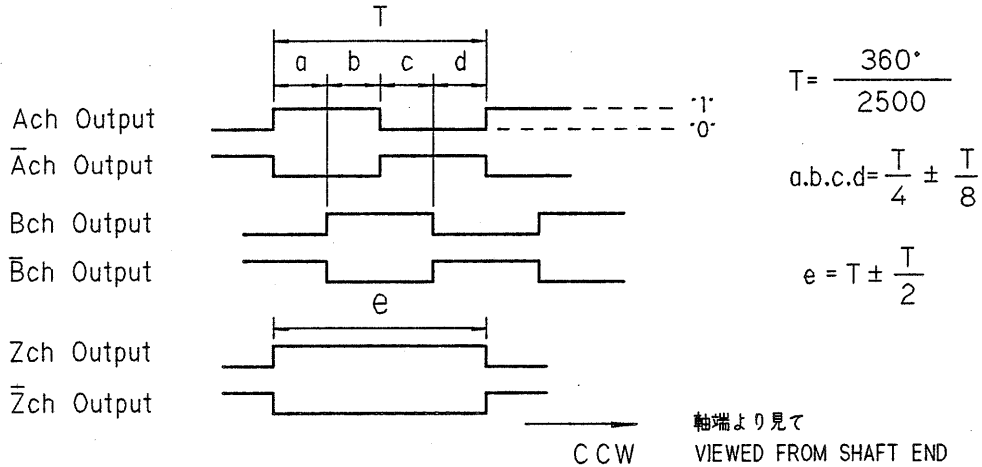 T
a b c d
Ach Output
"1"
"0"
A̅ch Output
Bch Output
B̅ch Output
e
Zch Output
Z̅ch Output
CCW
軸端より見て
VIEWED FROM SHAFT END
T= 360° / 2500
a.b.c.d= T/4 ± T/8
e = T ± T/2